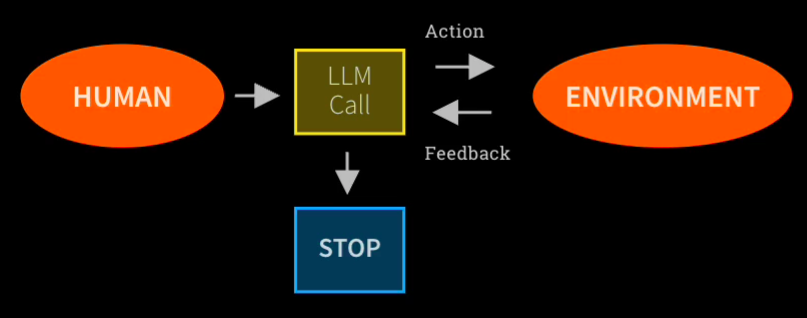 Action
HUMAN
LLM
Call
ENVIRONMENT
Feedback
STOP